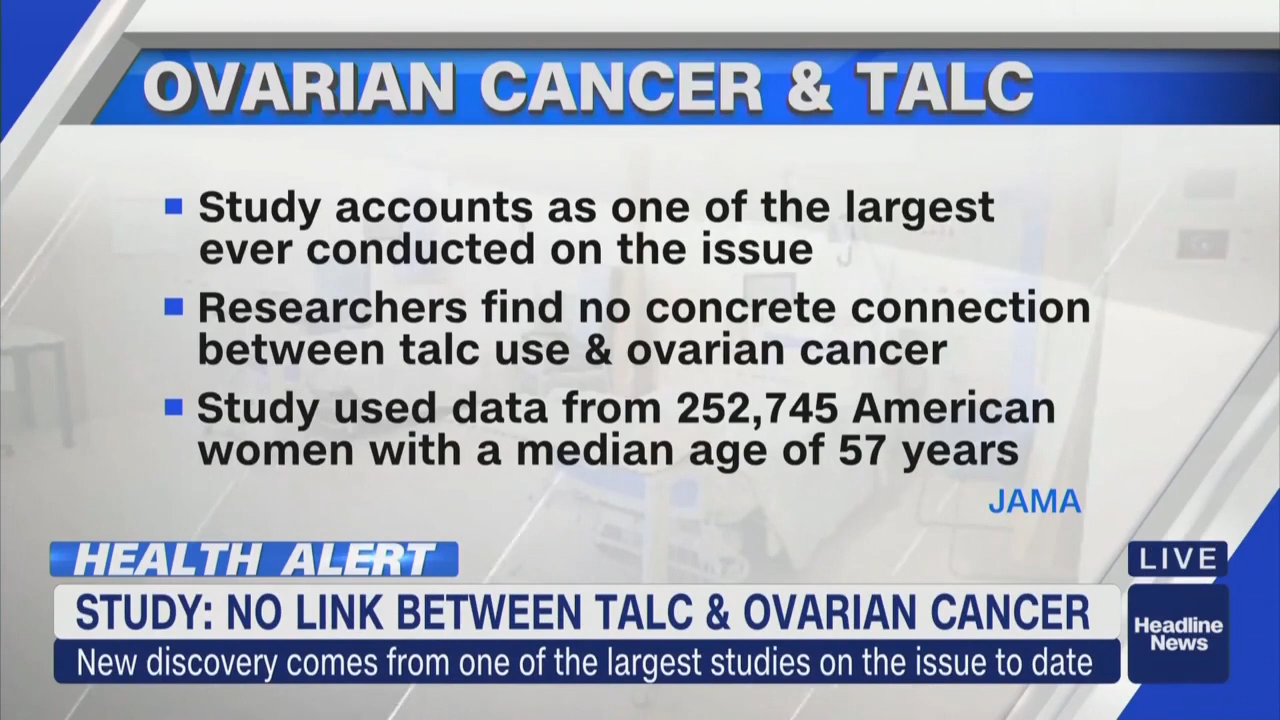 OVARIAN CANCER & TALC
Study accounts as one of the largest
ever conducted on the issue
Researchers find no concrete connection
between talc use & ovarian cancer
Study used data from 252,745 American
women with a median age of 57 years
JAMA
HEALTH ALERT
STUDY: NO LINK BETWEEN TALC & OVARIAN CANCER
New discovery comes from one of the largest studies on the issue to date
LIVE
Headline
News